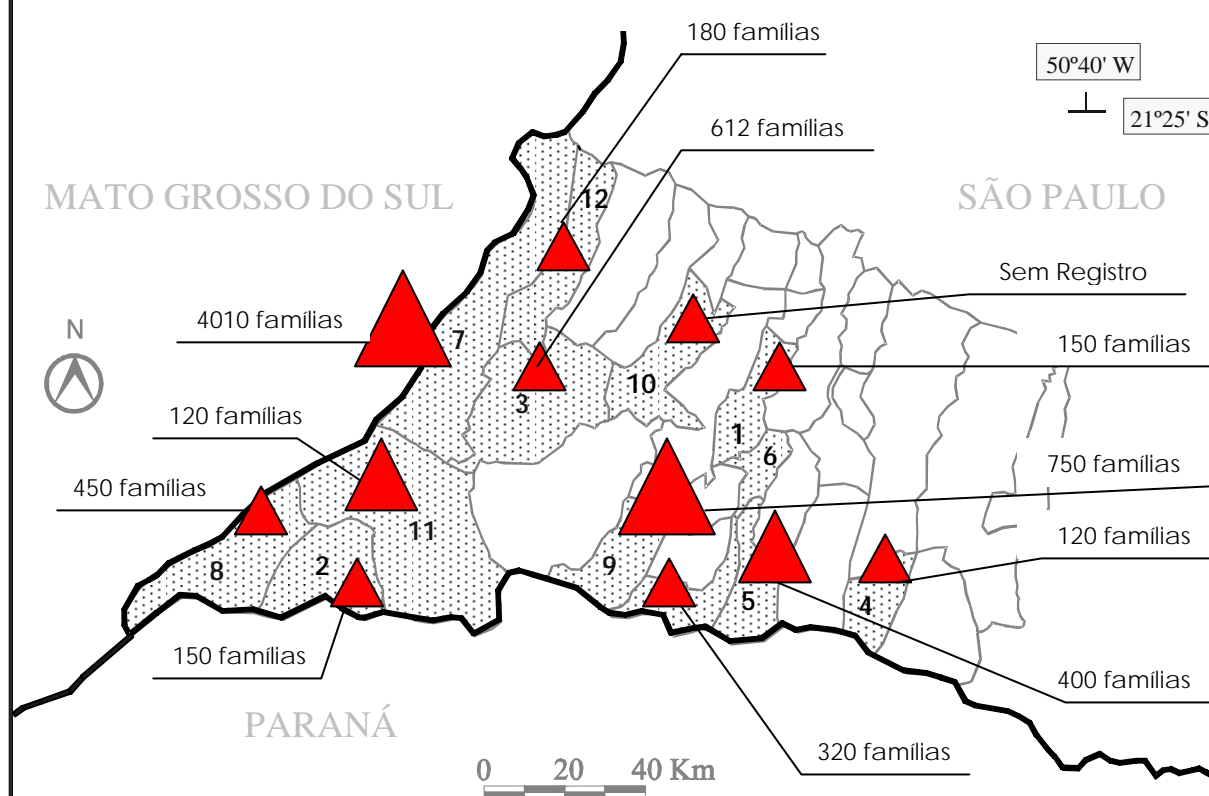 180 famílias
50º40' W
21º25' S
612 famílias
MATO GROSSO DO SUL
12
SÃO PAULO
Sem Registro
4010 famílias
N
7
150 famílias
10
3
120 famílias
1
6
750 famílias
450 famílias
11
120 famílias
8
2
9
5
4
150 famílias
400 famílias
PARANÁ
320 famílias
0 20 40 Km